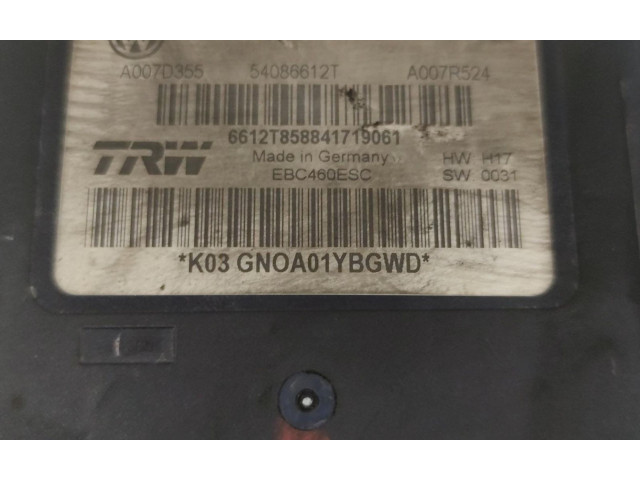 A007D355 54086612T A007R524
6612T858841719061
TRW Made in Germany HW H17
EBC460ESC SW 0031
*K03 GNOA01YBGWD*